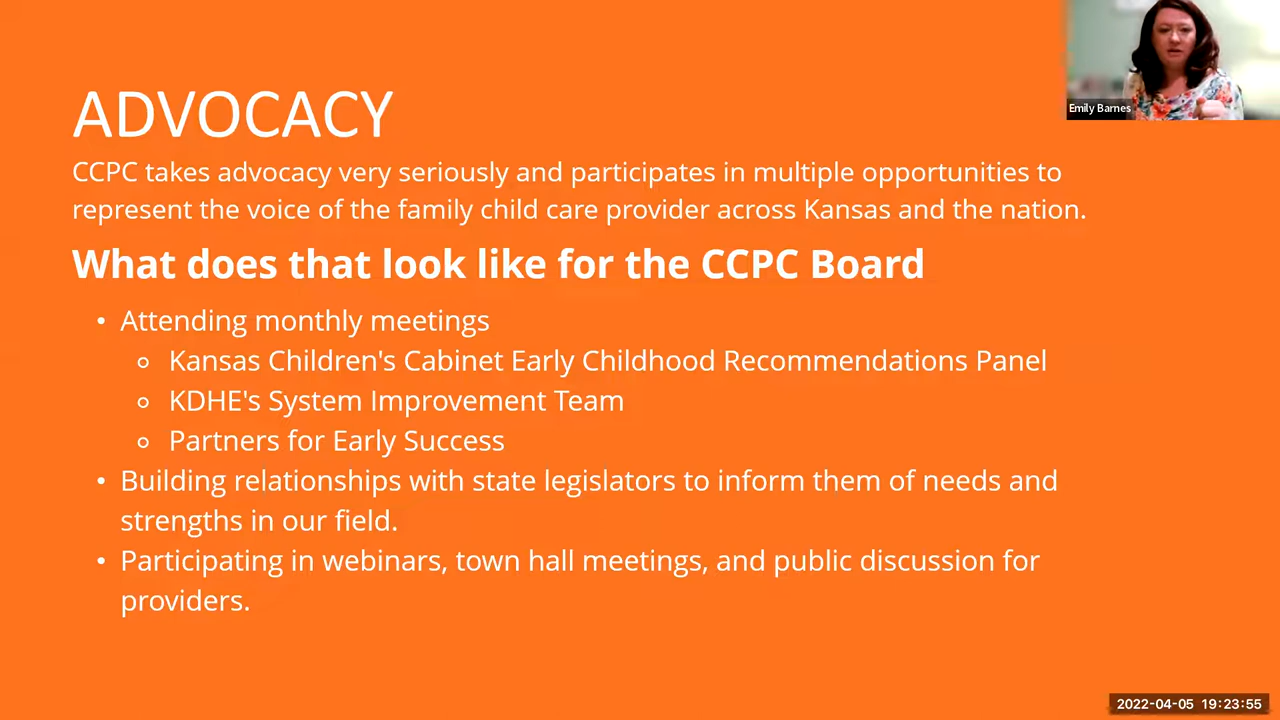 ADVOCACY
CCPC takes advocacy very seriously and participates in multiple opportunities to
represent the voice of the family child care provider across Kansas and the nation.
What does that look like for the CCPC Board
• Attending monthly meetings
○ Kansas Children's Cabinet Early Childhood Recommendations Panel
○ KDHE's System Improvement Team
○ Partners for Early Success
• Building relationships with state legislators to inform them of needs and
strengths in our field.
• Participating in webinars, town hall meetings, and public discussion for
providers.
Emily Barnes
2022-04-05 19:23:55